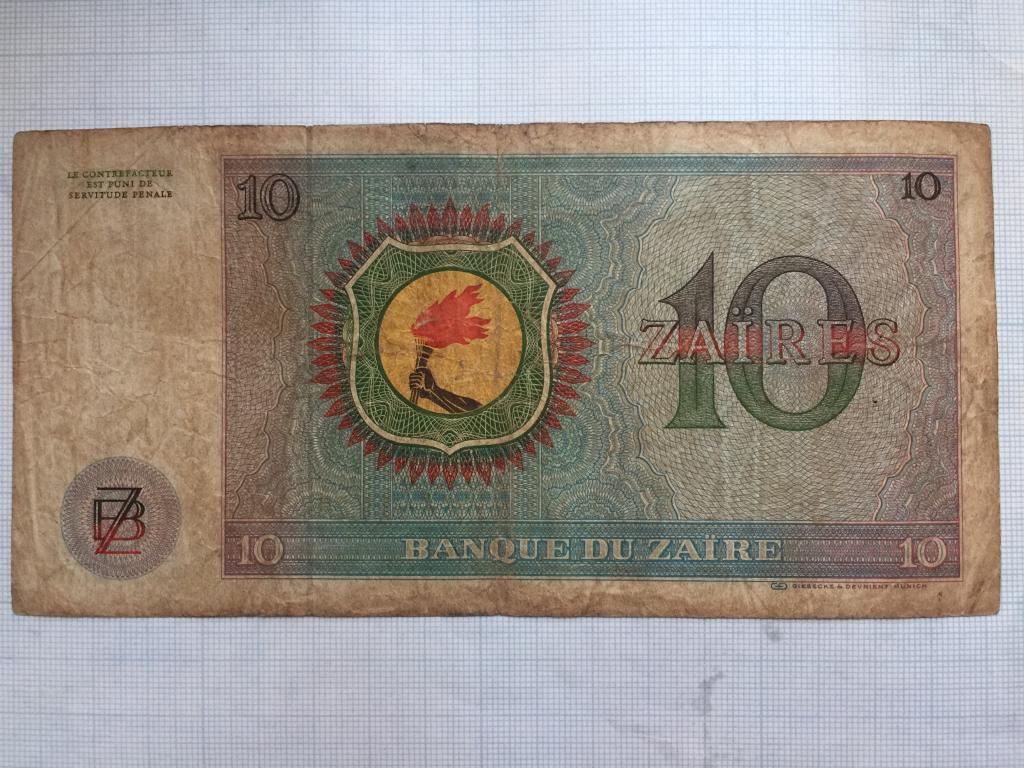 LE CONTREFACTEUR
EST PUNI DE
SERVITUDE PENALE
10
10
10
ZAÏRES
BZ
10
BANQUE DU ZAÏRE
10
GIESECKE & DEVRIENT MUNICH